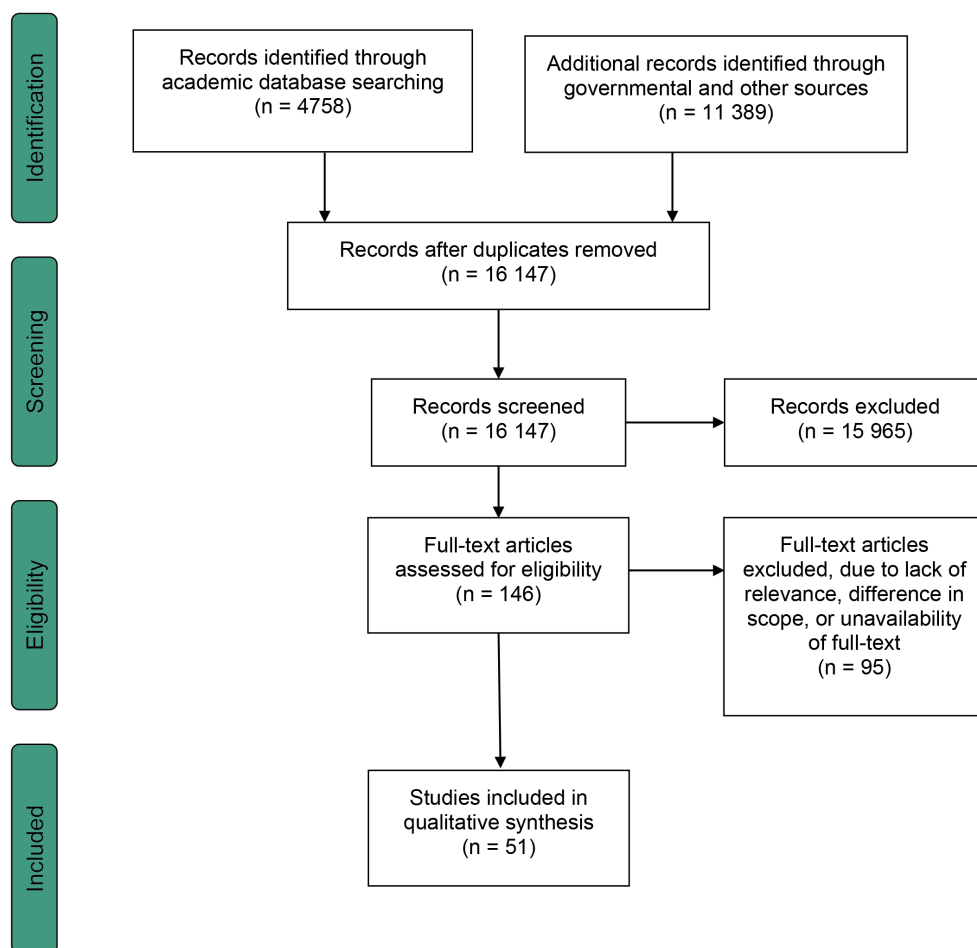 Identification
Records identified through
academic database searching
(n = 4758)
Additional records identified through
governmental and other sources
(n = 11 389)
Records after duplicates removed
(n = 16 147)
Screening
Records screened
(n = 16 147)
Records excluded
(n = 15 965)
Eligibility
Full-text articles
assessed for eligibility
(n = 146)
Full-text articles
excluded, due to lack of
relevance, difference in
scope, or unavailability
of full-text
(n = 95)
Included
Studies included in
qualitative synthesis
(n = 51)